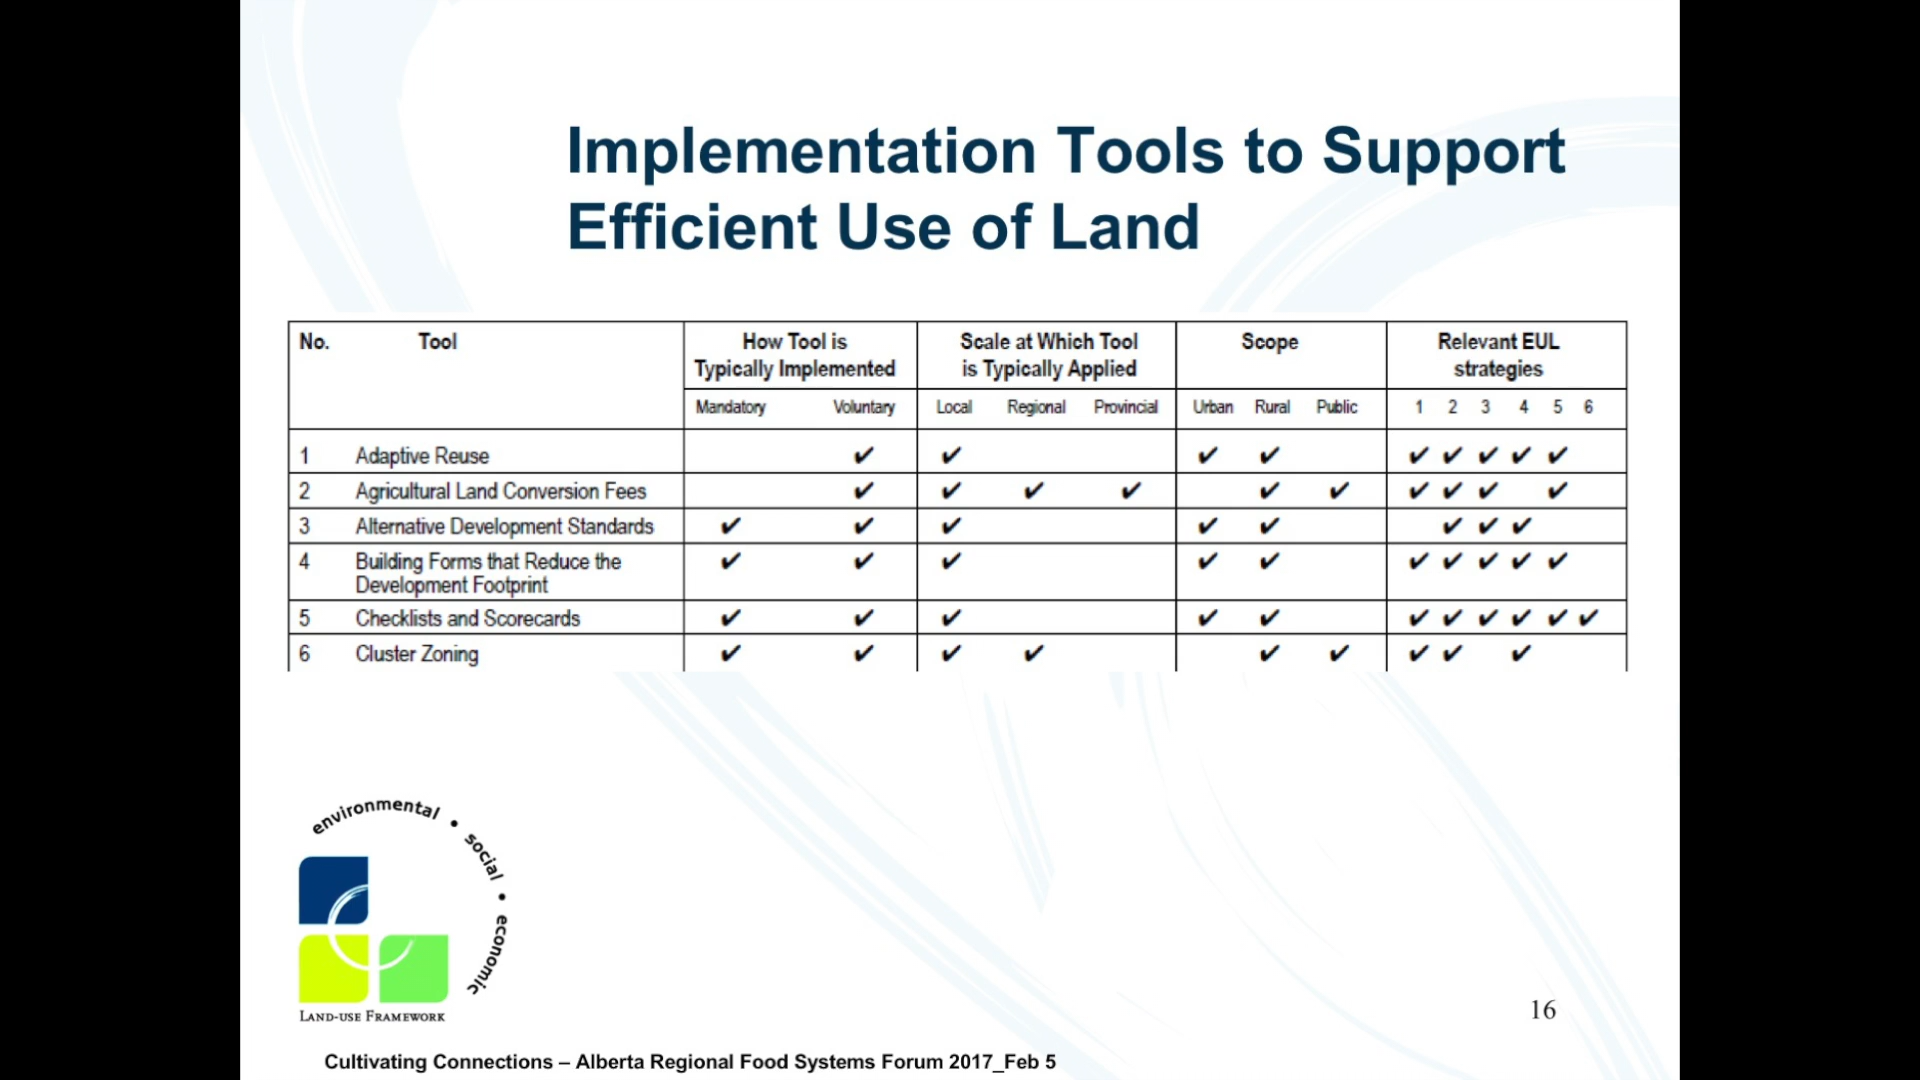 Implementation Tools to Support
Efficient Use of Land
No. Tool How Tool is Scale at Which Tool Scope Relevant EUL
Typically Implemented is Typically Applied strategies
Mandatory Voluntary Local Regional Provincial Urban Rural Public 1 2 3 4 5 6
1 Adaptive Reuse ✔ ✔ ✔ ✔ ✔ ✔ ✔ ✔ ✔
2 Agricultural Land Conversion Fees ✔ ✔ ✔ ✔ ✔ ✔ ✔ ✔ ✔ ✔
3 Alternative Development Standards ✔ ✔ ✔ ✔ ✔ ✔ ✔ ✔
4 Building Forms that Reduce the ✔ ✔ ✔ ✔ ✔ ✔ ✔ ✔ ✔ ✔
Development Footprint
5 Checklists and Scorecards ✔ ✔ ✔ ✔ ✔ ✔ ✔ ✔ ✔ ✔ ✔
6 Cluster Zoning ✔ ✔ ✔ ✔ ✔ ✔ ✔ ✔ ✔
environmental • social • economic
LAND-USE FRAMEWORK
16
Cultivating Connections – Alberta Regional Food Systems Forum 2017_Feb 5